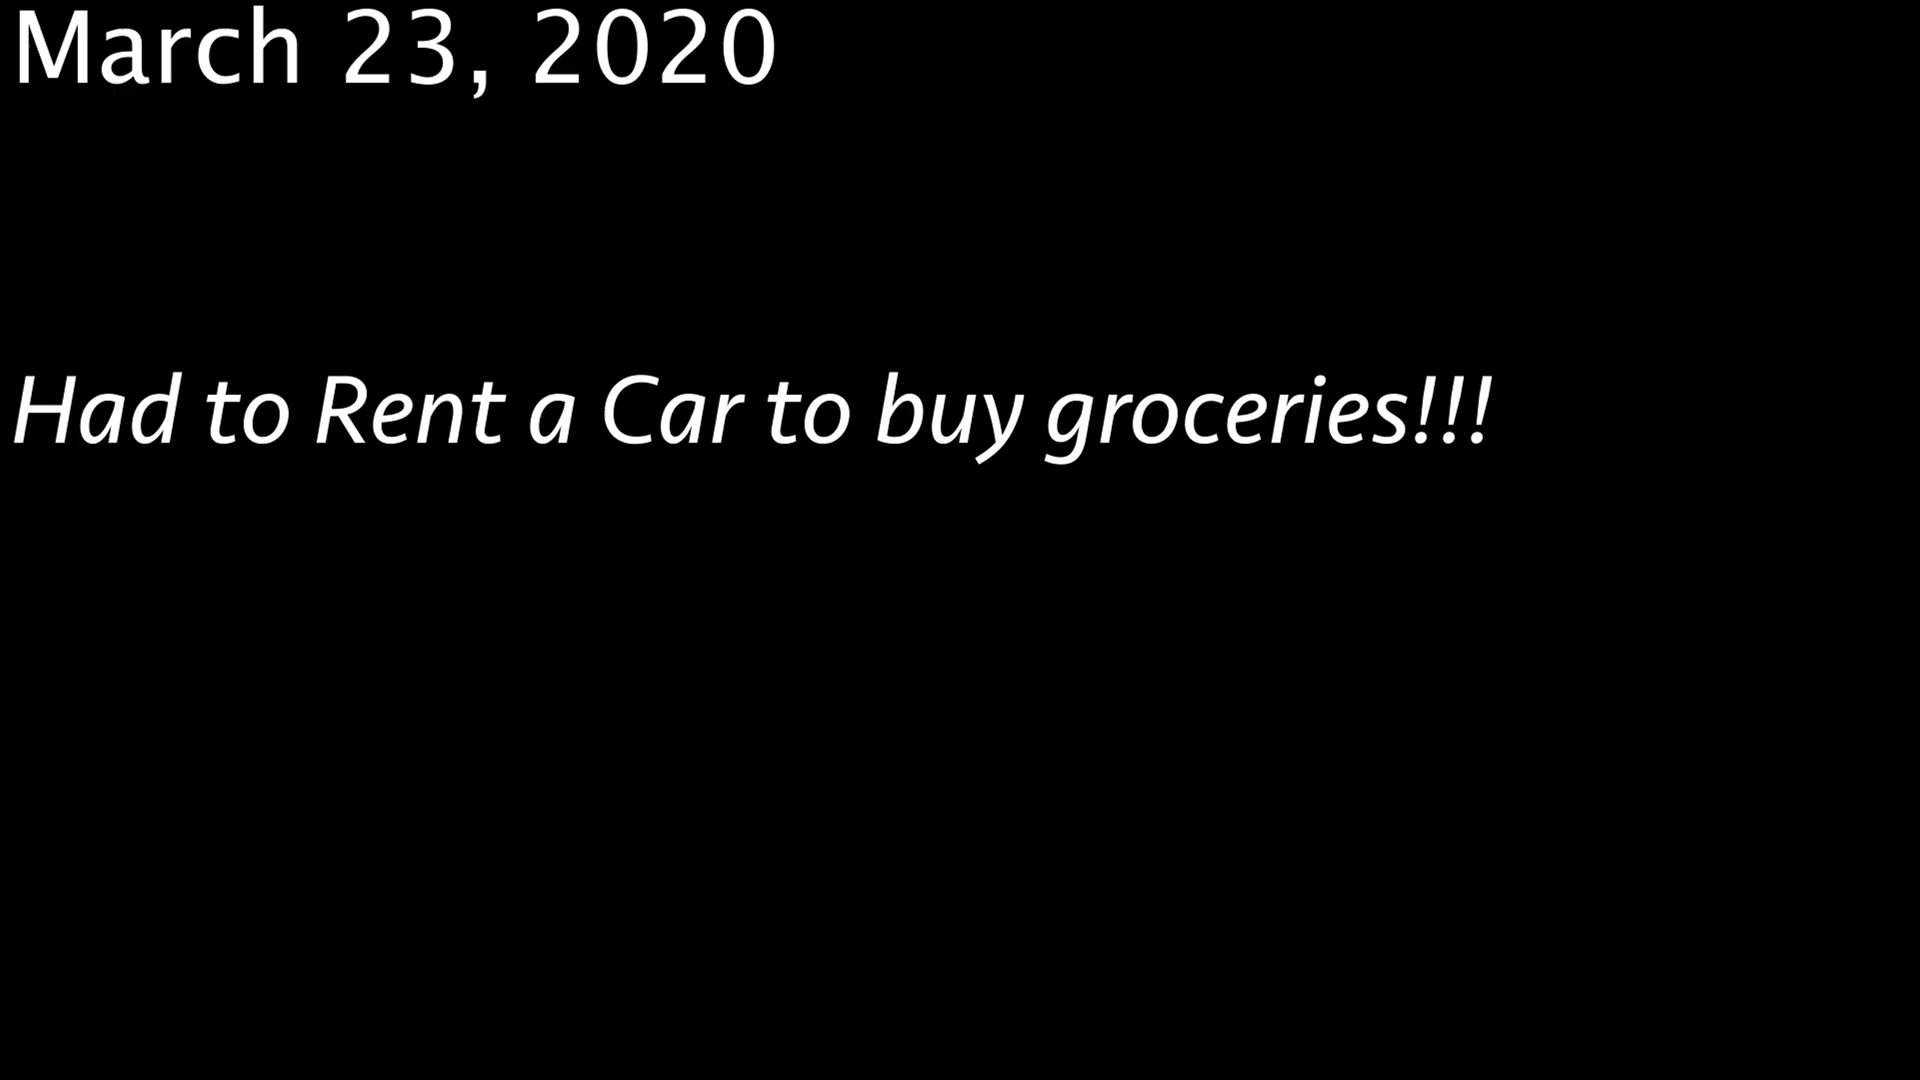 March 23, 2020
Had to Rent a Car to buy groceries!!!